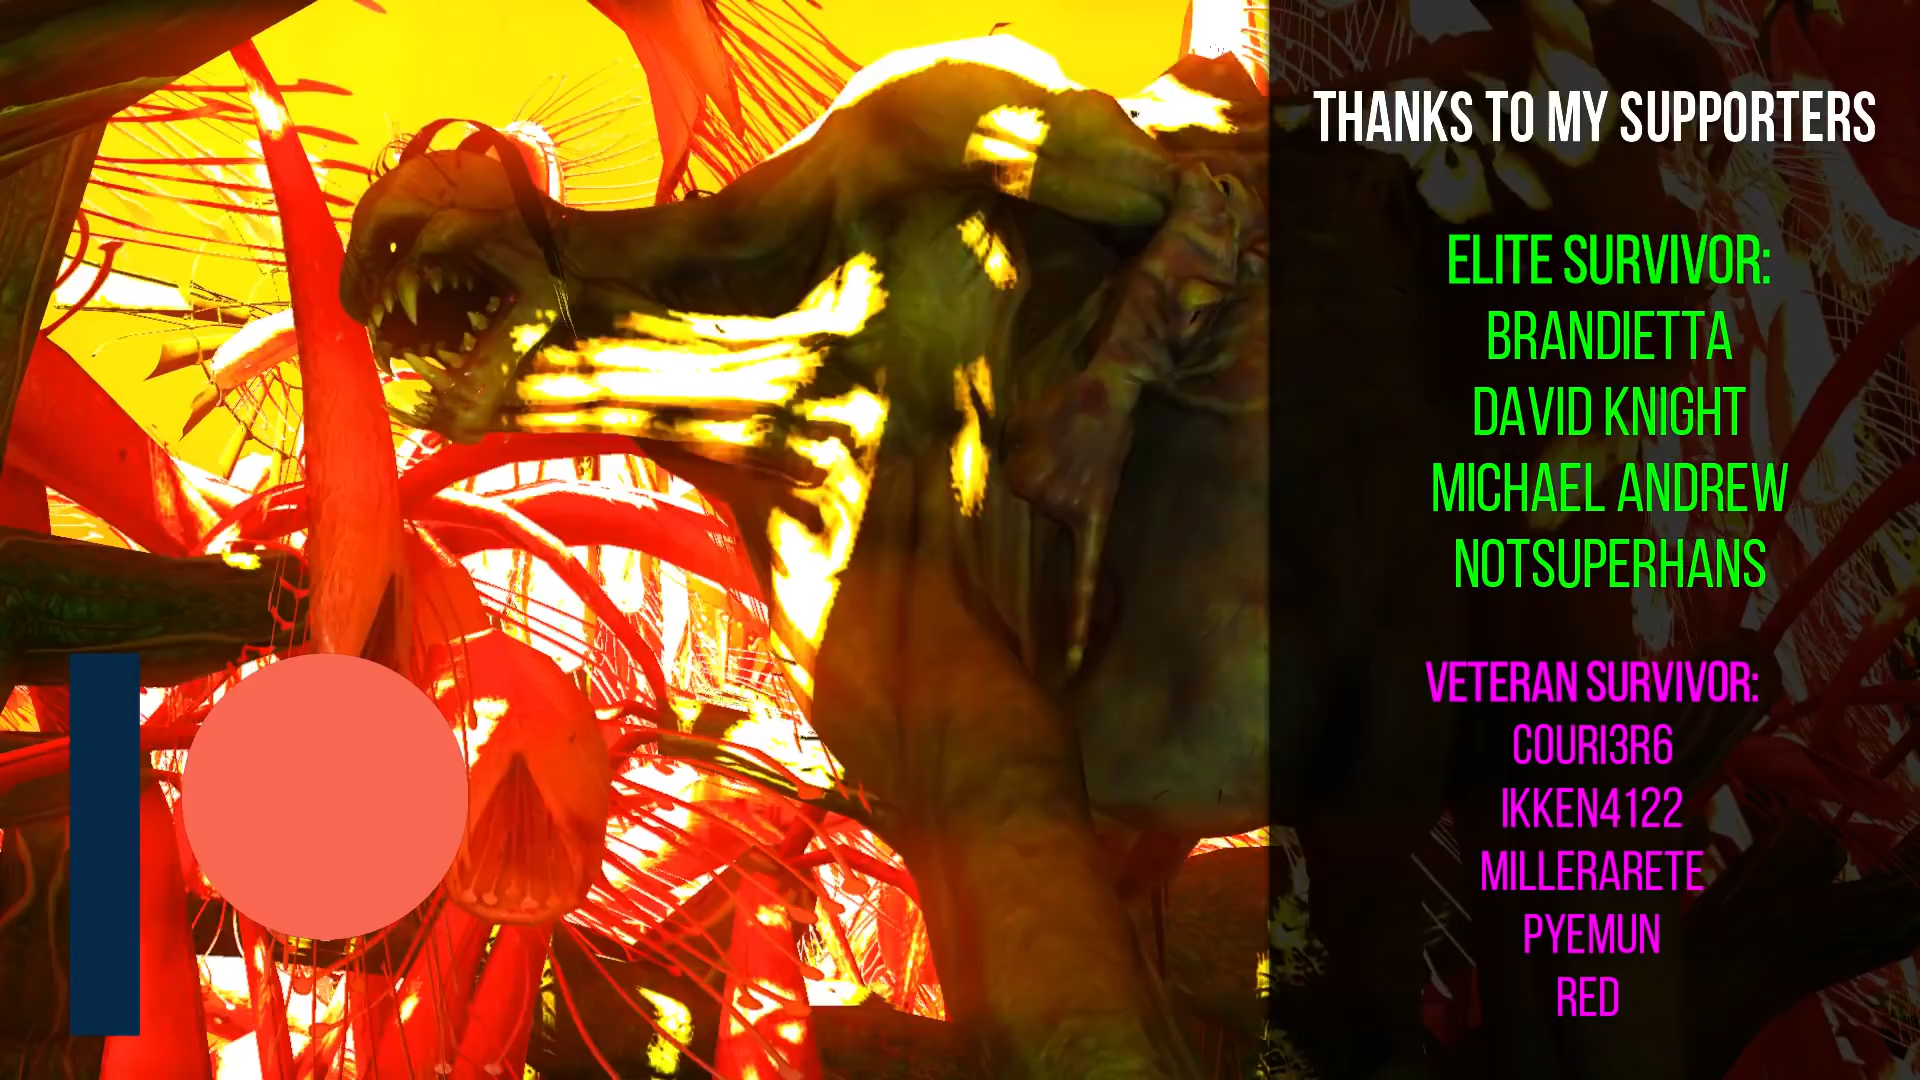 THANKS TO MY SUPPORTERS
ELITE SURVIVOR:
BRANDIETTA
DAVID KNIGHT
MICHAEL ANDREW
NOTSUPERHANS
VETERAN SURVIVOR:
COURI3R6
IKKEN4122
MILLERARETE
PYEMUN
RED